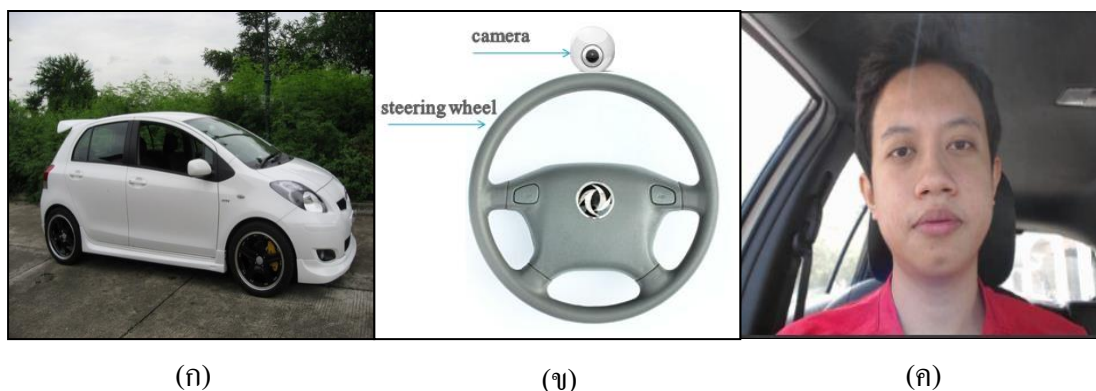 camera
steering wheel
(ก)
(ข)
(ค)